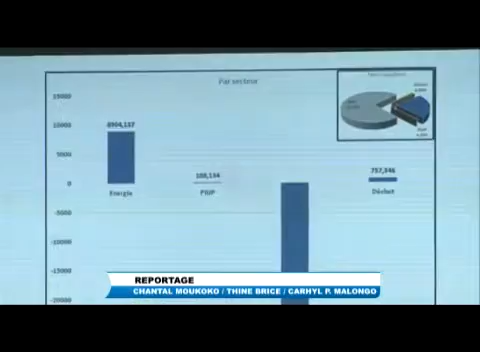 Par secteur
15000
10000
8904,137
5000
108,134
757,846
0
Energie
PIUP
Déchet
-5000
-10000
-15000
-20000
REPORTAGE
CHANTAL MOUKOKO / THINE BRICE / CARHYL P. MALONGO